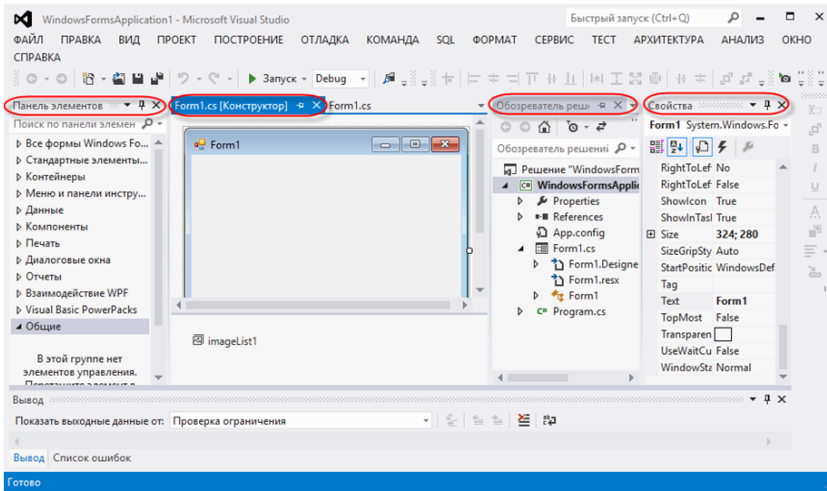 WindowsFormsApplication1 - Microsoft Visual Studio
Быстрый запуск (Ctrl+Q)
ФАЙЛ ПРАВКА ВИД ПРОЕКТ ПОСТРОЕНИЕ ОТЛАДКА КОМАНДА SQL ФОРМАТ СЕРВИС ТЕСТ АРХИТЕКТУРА АНАЛИЗ ОКНО
СПРАВКА
Запуск Debug
Панель элементов
Поиск по панели элемен
Все формы Windows Fo...
Стандартные элементы...
Контейнеры
Меню и панели инстру...
Данные
Компоненты
Печать
Диалоговые окна
Отчеты
Взаимодействие WPF
Visual Basic PowerPacks
Общие
В этой группе нет
элементов управления.
Form1.cs [Конструктор] Form1.cs
Form1
imageList1
Обозреватель реше
Обозреватель решени
Решение "WindowsForm
C# WindowsFormsApplic
Properties
References
App.config
Form1.cs
Form1.Designe
Form1.resx
Form1
C# Program.cs
Свойства
Form1 System.Windows.Fo
RightToLef No
RightToLef False
ShowIcon True
ShowInTasl True
Size 324; 280
SizeGripSty Auto
StartPositic WindowsDef
Tag
Text Form1
TopMost False
Transparen
UseWaitCu False
WindowSta Normal
B
I
U
A
Вывод
Показать выходные данные от: Проверка ограничения
Вывод Список ошибок
Готово